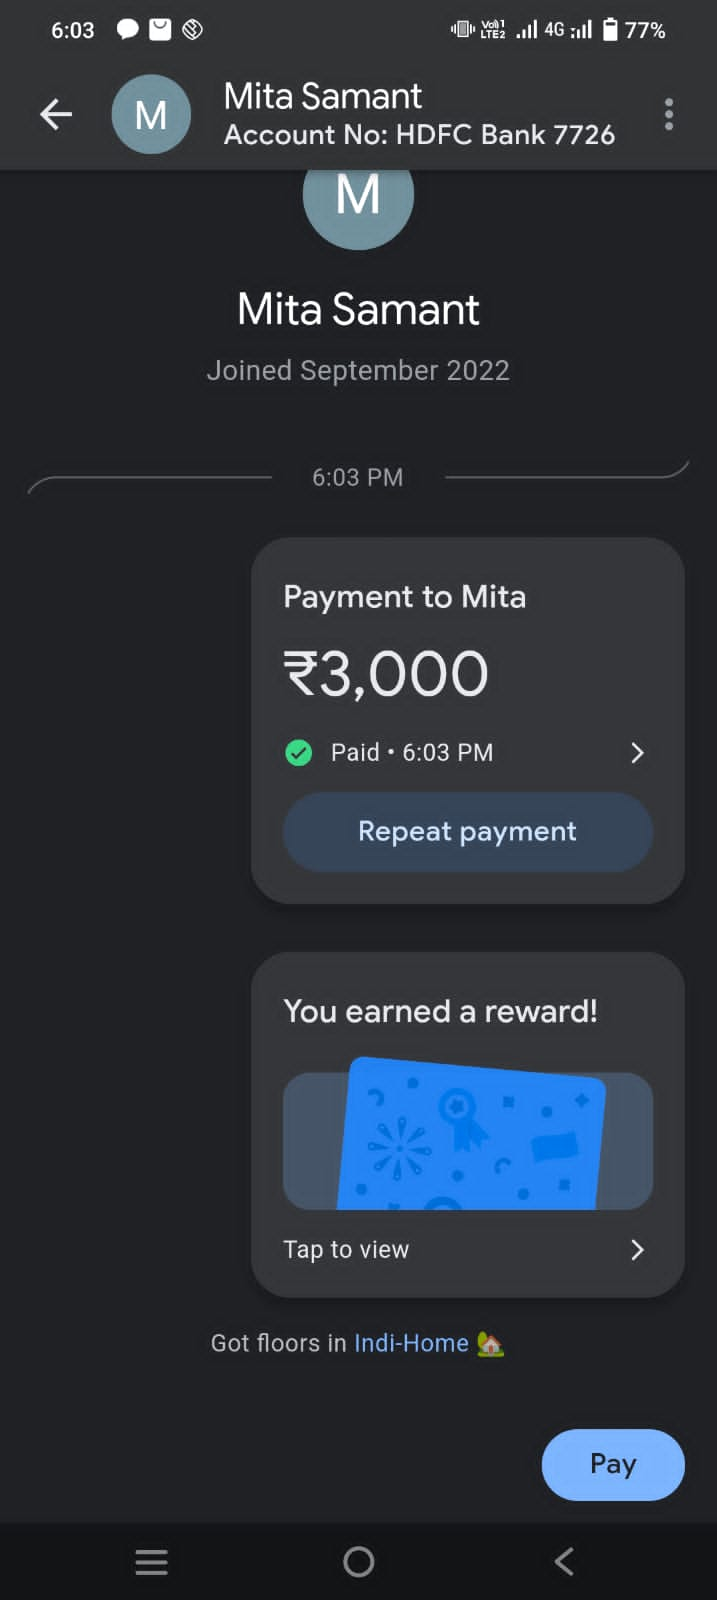 6:03
Vo)) 1
LTE2
4G
77%
M
Mita Samant
Account No: HDFC Bank 7726
M
Mita Samant
Joined September 2022
6:03 PM
Payment to Mita
₹3,000
Paid • 6:03 PM
Repeat payment
You earned a reward!
Tap to view
Got floors in Indi-Home 🏡
Pay